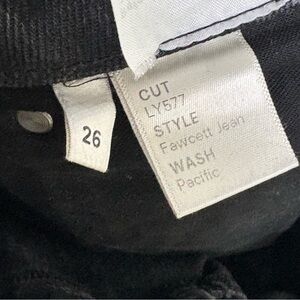 CUT
LY577
STYLE
Fawcett Jean
WASH
Pacific
26